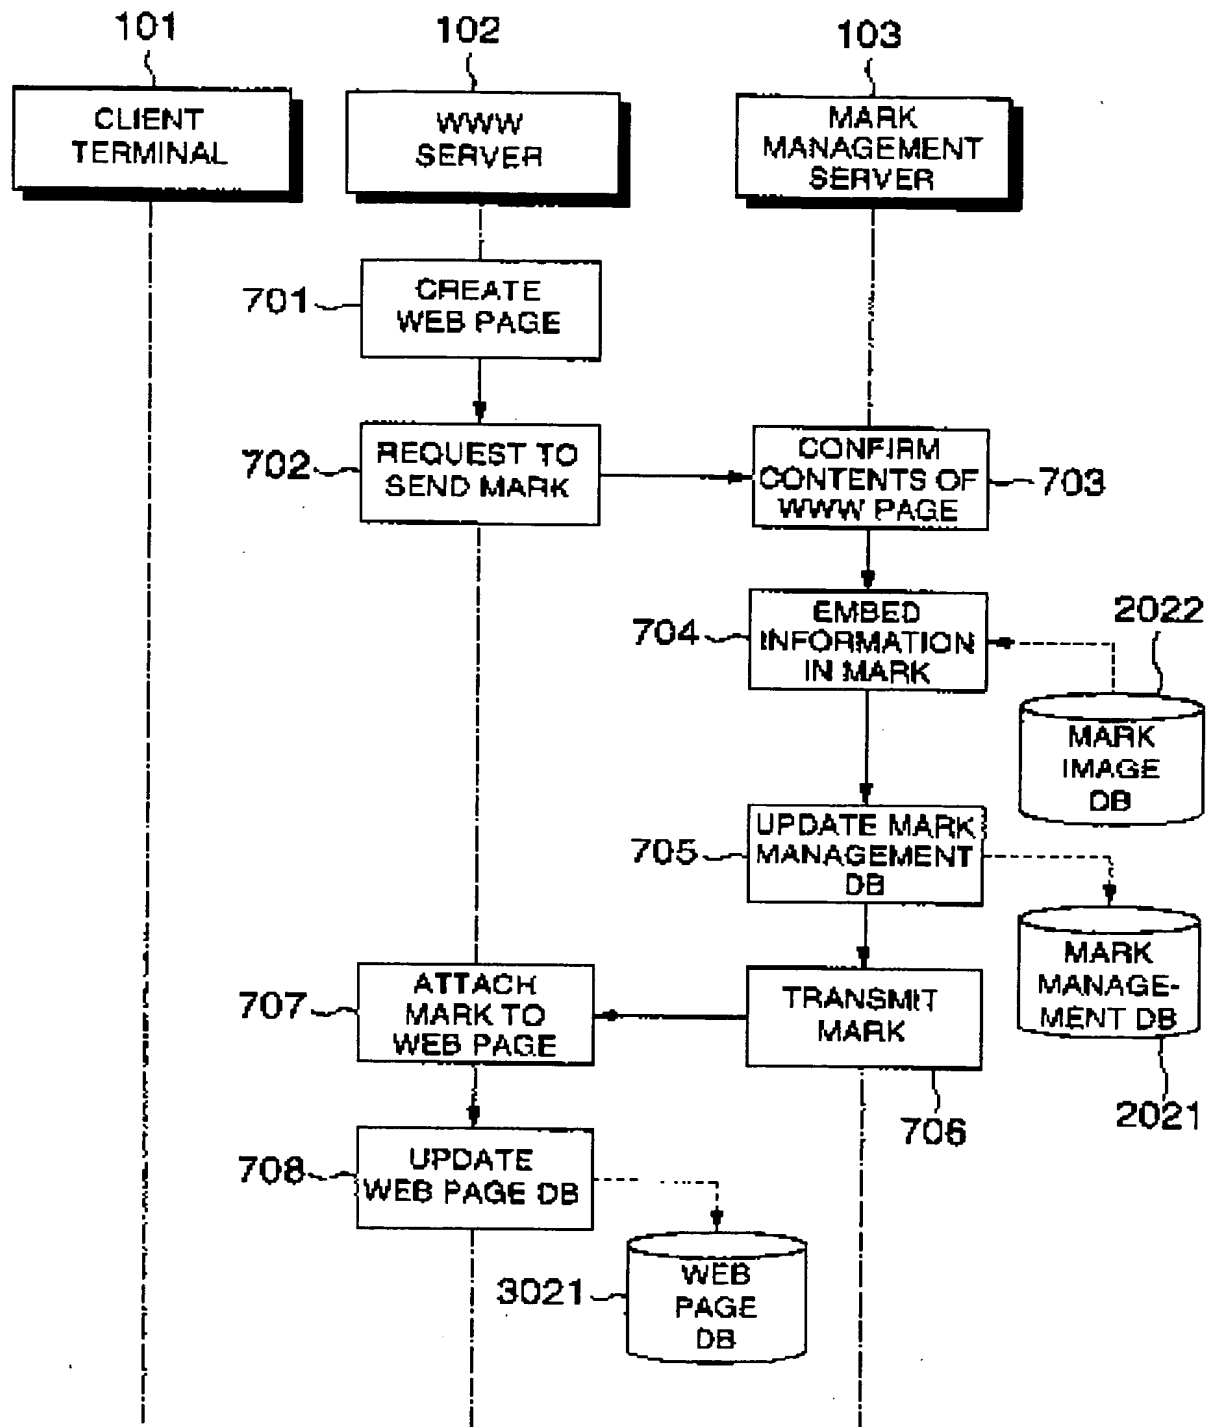 101
102
103
CLIENT
TERMINAL
WWW
SERVER
MARK
MANAGEMENT
SERVER
701
CREATE
WEB PAGE
702
REQUEST TO
SEND MARK
CONFIRM
CONTENTS OF
WWW PAGE
703
704
EMBED
INFORMATION
IN MARK
2022
MARK
IMAGE
DB
705
UPDATE MARK
MANAGEMENT
DB
MARK
MANAGE-
MENT DB
2021
707
ATTACH
MARK TO
WEB PAGE
TRANSMIT
MARK
706
708
UPDATE
WEB PAGE DB
3021
WEB
PAGE
DB